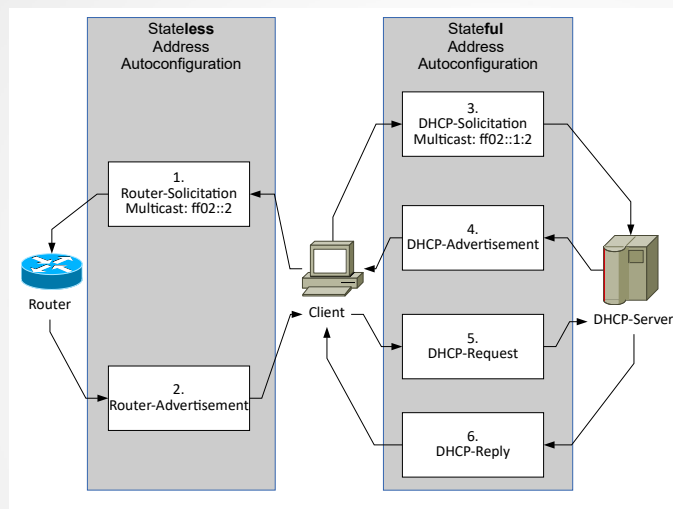 Stateless
Address
Autoconfiguration
Stateful
Address
Autoconfiguration
1.
Router-Solicitation
Multicast: ff02::2
2.
Router-Advertisement
3.
DHCP-Solicitation
Multicast: ff02::1:2
4.
DHCP-Advertisement
5.
DHCP-Request
6.
DHCP-Reply
Router
Client
DHCP-Server